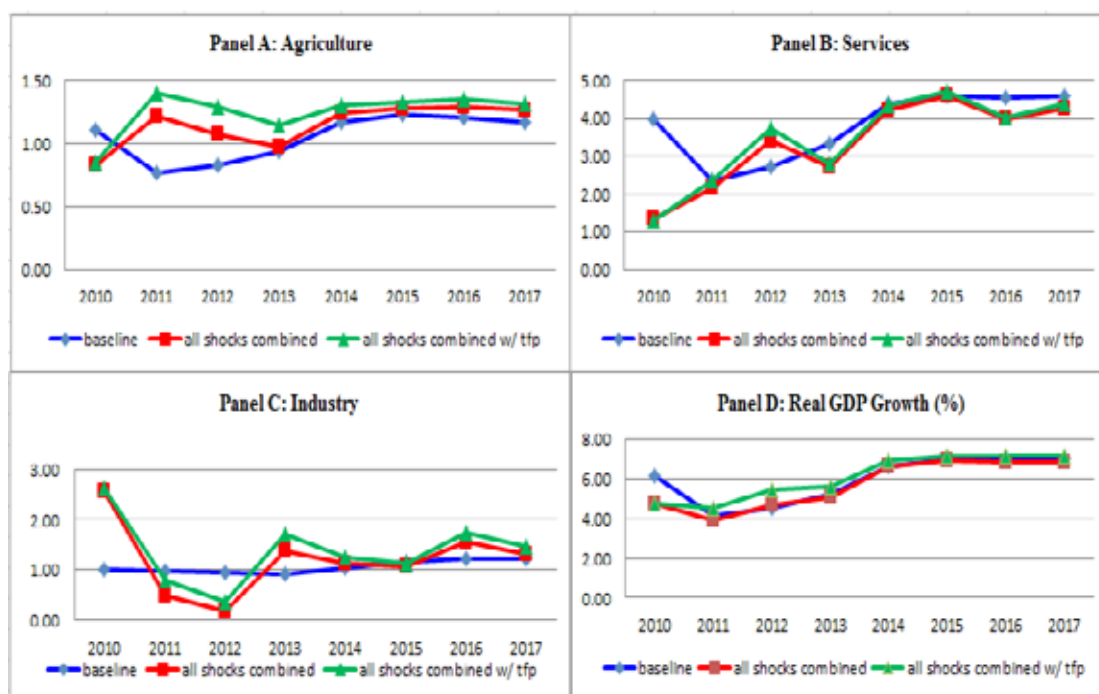 Panel A: Agriculture
1.50
1.00
0.50
0.00
2010 2011 2012 2013 2014 2015 2016 2017
baseline all shocks combined all shocks combined w/ tfp
Panel B: Services
5.00
4.00
3.00
2.00
1.00
0.00
2010 2011 2012 2013 2014 2015 2016 2017
baseline all shocks combined all shocks combined w/ tfp
Panel C: Industry
3.00
2.00
1.00
0.00
2010 2011 2012 2013 2014 2015 2016 2017
baseline all shocks combined all shocks combined w/ tfp
Panel D: Real GDP Growth (%)
8.00
6.00
4.00
2.00
0.00
2010 2011 2012 2013 2014 2015 2016 2017
baseline all shocks combined all shocks combined w/ tfp